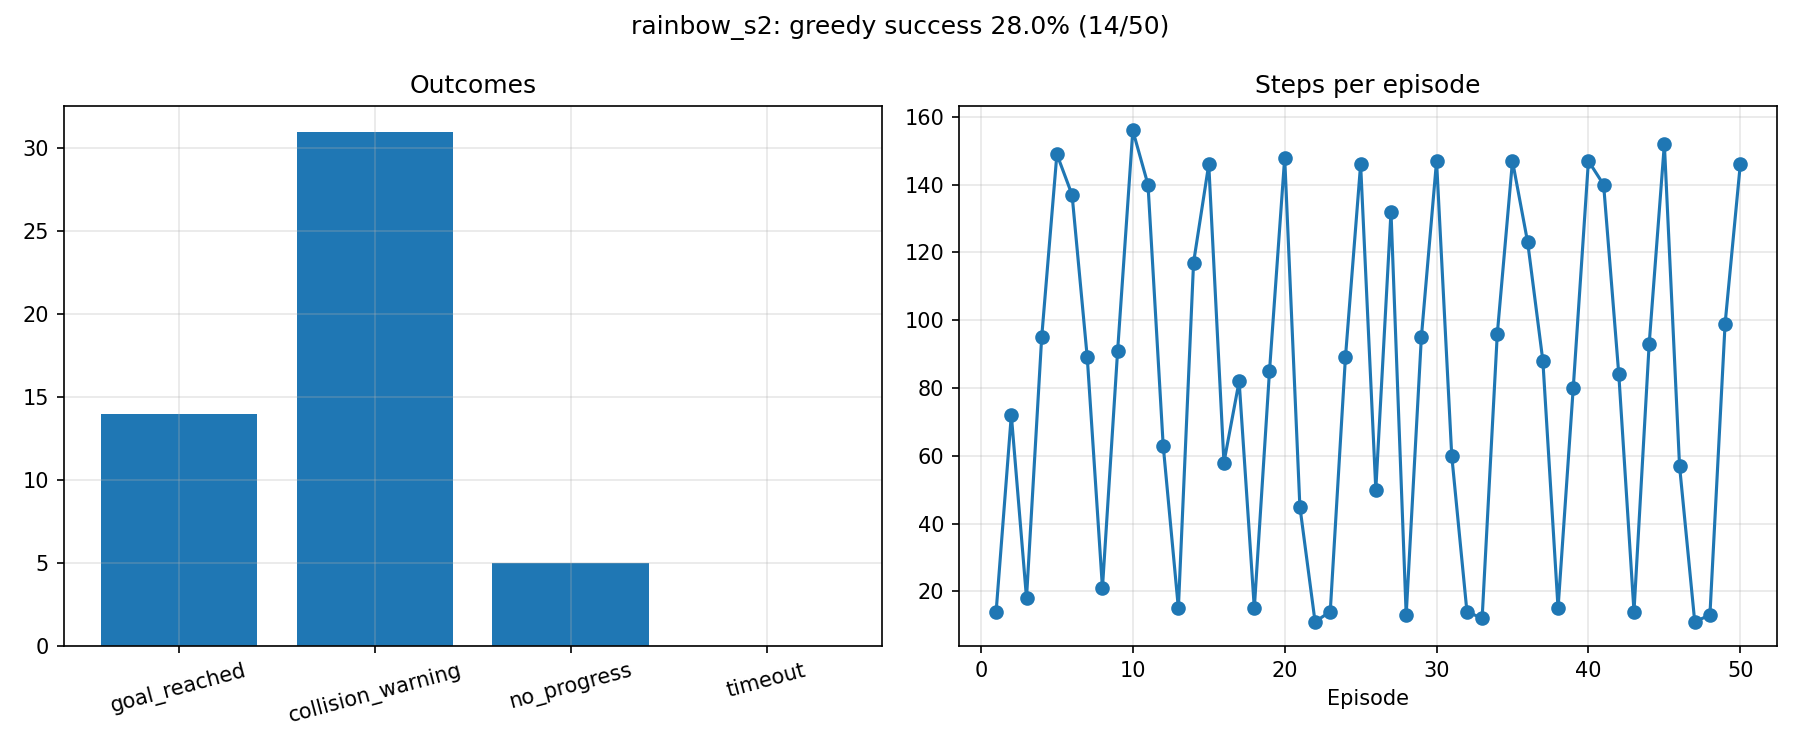 rainbow_s2: greedy success 28.0% (14/50)
Outcomes
30
25
20
15
10
5
0
goal_reached
collision_warning
no_progress
timeout
Steps per episode
160
140
120
100
80
60
40
20
0
10
20
30
40
50
Episode